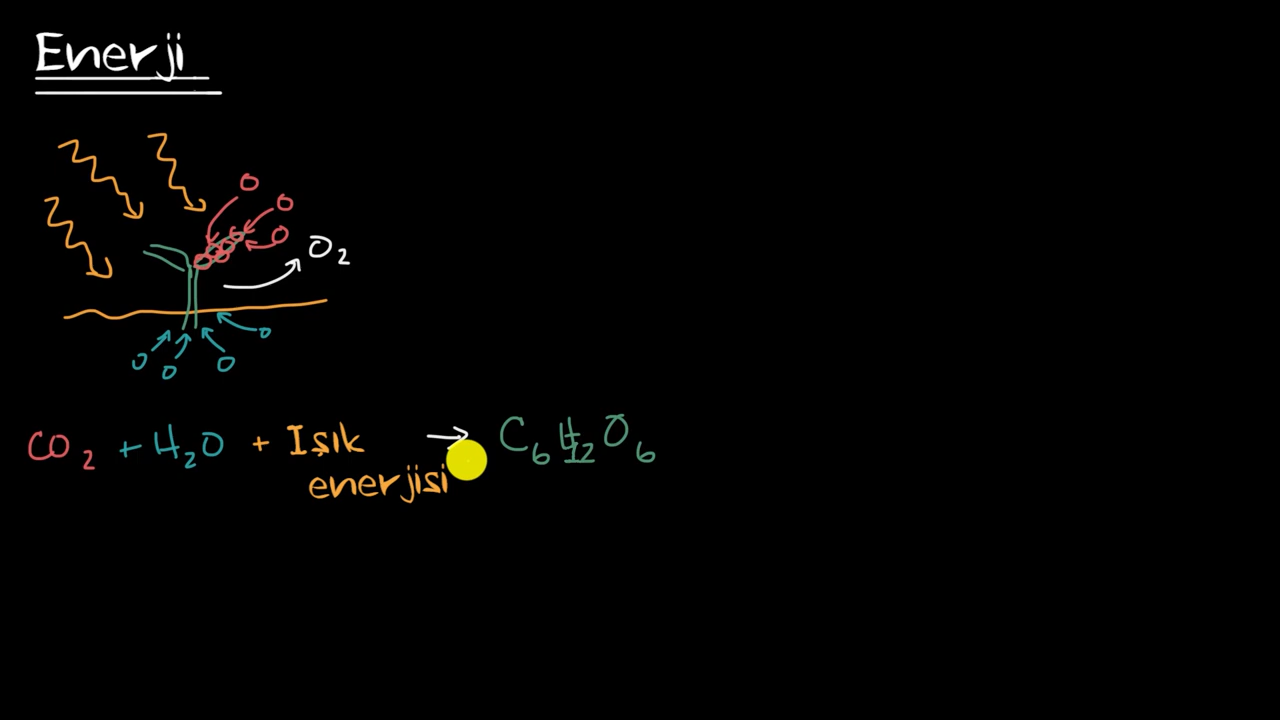 Enerji
O
O
O
O₂
O
O
O
O
CO₂ + H₂O + Işık → C₆H₁₂O₆
enerjisi